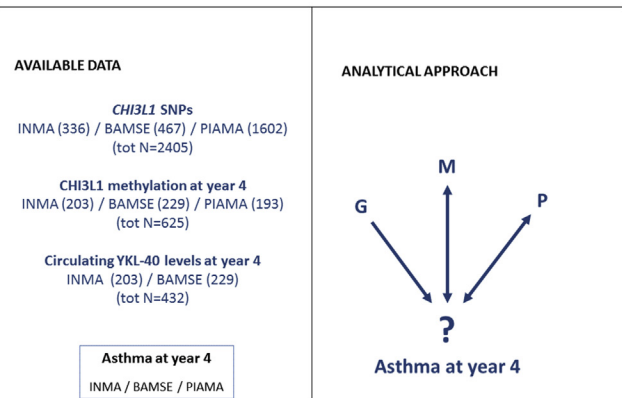 AVAILABLE DATA
CHI3L1 SNPs
INMA (336) / BAMSE (467) / PIAMA (1602)
(tot N=2405)
CHI3L1 methylation at year 4
INMA (203) / BAMSE (229) / PIAMA (193)
(tot N=625)
Circulating YKL-40 levels at year 4
INMA (203) / BAMSE (229)
(tot N=432)
Asthma at year 4
INMA / BAMSE / PIAMA
ANALYTICAL APPROACH
M
G
P
?
Asthma at year 4